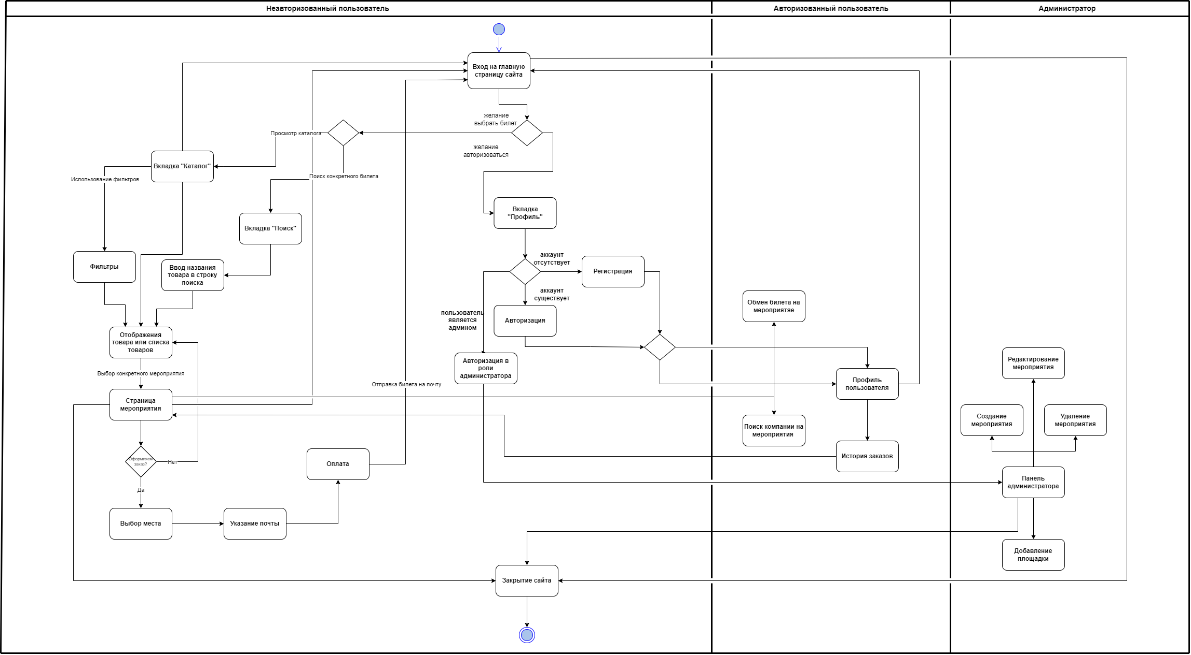 Неавторизованный пользователь
Авторизованный пользователь
Администратор
Вход на главную
страницу сайта
желание
выбрать билет
Просмотр каталога
желание
авторизоваться
Вкладка "Каталог"
Использование фильтров
Поиск конкретного билета
Вкладка
"Профиль"
Вкладка "Поиск"
аккаунт
отсутствует
Фильтры
Ввод названия
товара в строку
поиска
Регистрация
аккаунт
существует
Обмен билета на
мероприятяе
пользователь
является
админом
Авторизация
Отображения
товара или списка
товаров
Авторизация в
роли
администратора
Редактирование
мероприятия
Выбор конкретного мероприятия
Отправка билета на почту
Профиль
пользователя
Страница
мероприятия
Создание
мероприятия
Удаление
мероприятия
Поиск компании на
мероприятия
заказ?
Нет
Оплата
История заказов
Да
Панель
администратора
Выбор места
Указание почты
Добавление
площадки
Закрытие сайта